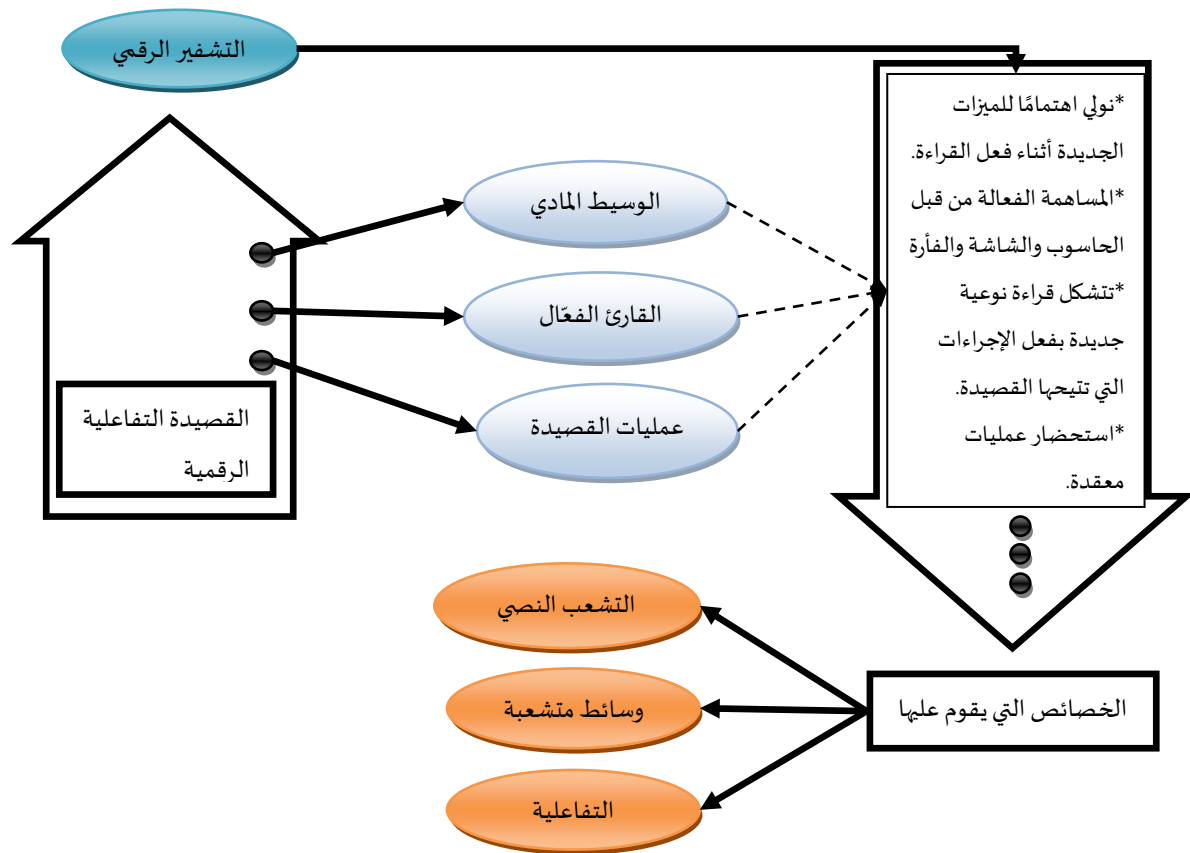 التشفير الرقمي
*نولي اهتمامًا للميزات
الجديدة أثناء فعل القراءة.
*المساهمة الفعالة من قبل
الحاسوب والشاشة والفأرة
*تتشكل قراءة نوعية
جديدة بفعل الإجراءات
التي تتيحها القصيدة.
*استحضار عمليات
معقدة.
الوسيط المادي
القارئ الفعّال
عمليات القصيدة
القصيدة التفاعلية
الرقمية
الخصائص التي يقوم عليها
التشعب النصي
وسائط متشعبة
التفاعلية